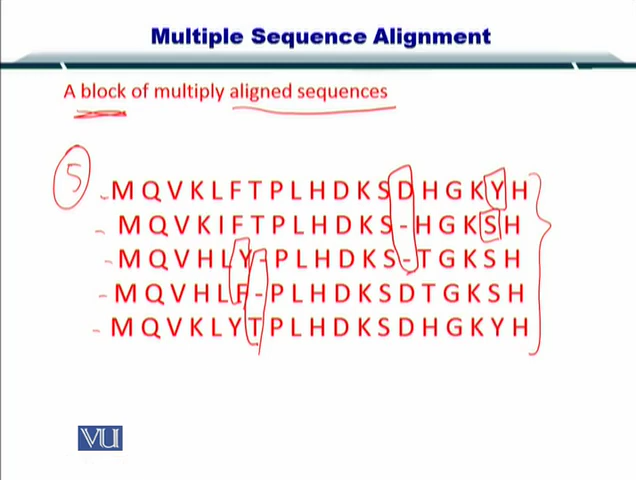 Multiple Sequence Alignment
A block of multiply aligned sequences
5
M Q V K L F T P L H D K S D H G K Y H
M Q V K I F T P L H D K S - H G K S H
M Q V H L Y - P L H D K S - T G K S H
M Q V H L F - P L H D K S D T G K S H
M Q V K L Y T P L H D K S D H G K Y H
VU